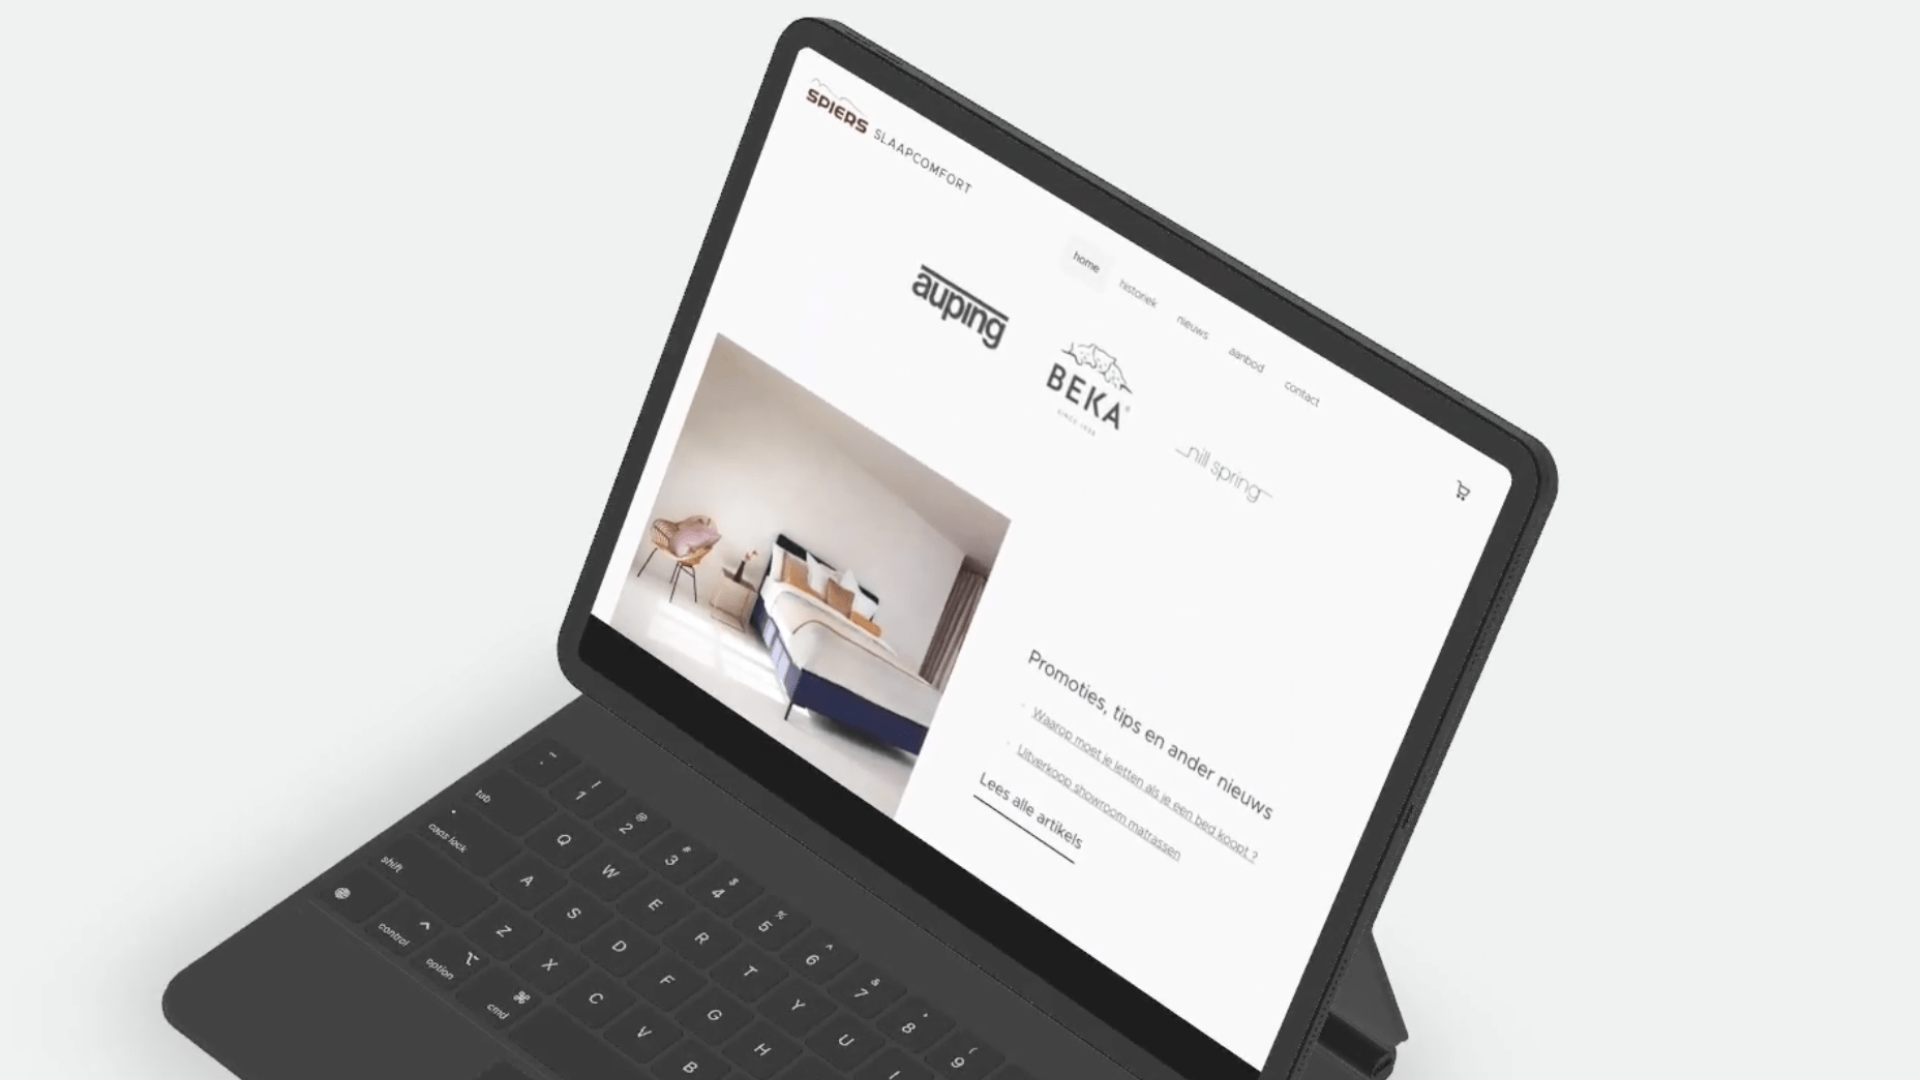 SPIERS SLAAPCOMFORT
home historiek nieuws aanbod contact
auping
BEKA®
SINCE 1935
nill spring
Promoties, tips en ander nieuws
Waarop moet je letten als je een bed koopt ?
Uitverkoop showroom matrassen
Lees alle artikels
~ ! 1 @ 2 # 3 $ 4 % 5 ^ 6 & 7 * 8 ( 9
tab Q W E R T Y U I
caps lock A S D F G H
shift Z X C V B
control option cmd